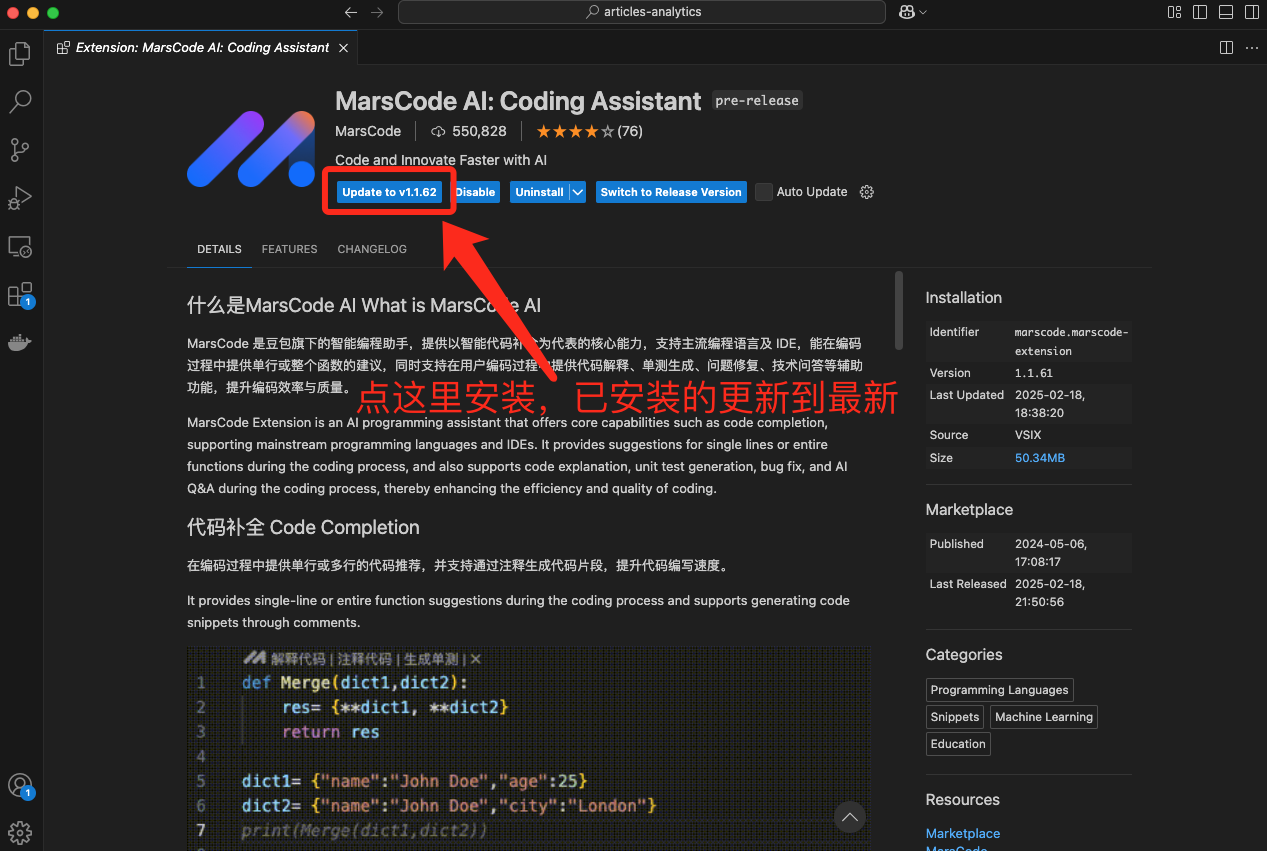 articles-analytics
Extension: MarsCode AI: Coding Assistant
MarsCode AI: Coding Assistant pre-release
MarsCode 550,828 (76)
Code and Innovate Faster with AI
Update to v1.1.62 Disable Uninstall Switch to Release Version Auto Update
DETAILS FEATURES CHANGELOG
什么是MarsCode AI What is MarsCode AI
MarsCode 是豆包旗下的智能编程助手，提供以智能代码补全为代表的核心能力，支持主流编程语言及 IDE，能在编码
过程中提供单行或整个函数的建议，同时支持在用户编码过程中提供代码解释、单测生成、问题修复、技术问答等辅助
功能，提升编码效率与质量。
点这里安装，已安装的更新到最新
MarsCode Extension is an AI programming assistant that offers core capabilities such as code completion,
supporting mainstream programming languages and IDEs. It provides suggestions for single lines or entire
functions during the coding process, and also supports code explanation, unit test generation, bug fix, and AI
Q&A during the coding process, thereby enhancing the efficiency and quality of coding.
代码补全 Code Completion
在编码过程中提供单行或多行的代码推荐，并支持通过注释生成代码片段，提升代码编写速度。
It provides single-line or entire function suggestions during the coding process and supports generating code
snippets through comments.
解释代码 | 注释代码 | 生成单测 | ✕
1 def Merge(dict1,dict2):
2 res= {**dict1, **dict2}
3 return res
4
5 dict1= {"name":"John Doe","age":25}
6 dict2= {"name":"John Doe","city":"London"}
7 print(Merge(dict1,dict2))
Installation
Identifier marscode.marscode-
extension
Version 1.1.61
Last Updated 2025-02-18,
18:38:20
Source VSIX
Size 50.34MB
Marketplace
Published 2024-05-06,
17:08:17
Last Released 2025-02-18,
21:50:56
Categories
Programming Languages
Snippets Machine Learning
Education
Resources
Marketplace
MarsCode
1
1